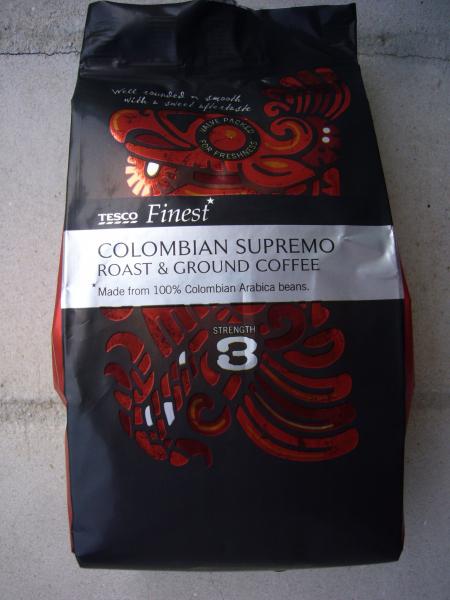 Well rounded & smooth
with a sweet aftertaste
VALVE PACKED
FOR FRESHNESS
TESCO Finest*
COLOMBIAN SUPREMO
ROAST & GROUND COFFEE
*Made from 100% Colombian Arabica beans.
STRENGTH
3